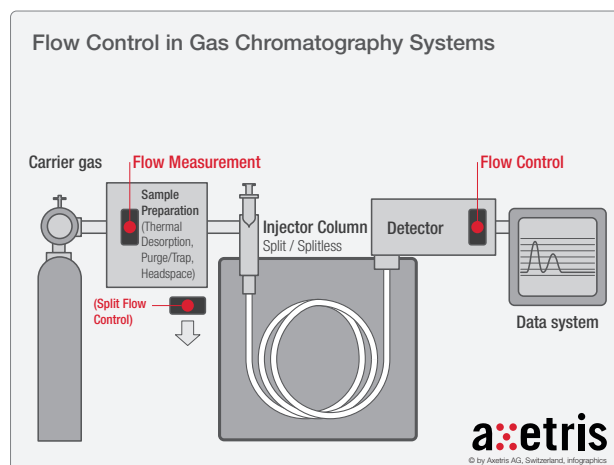 Flow Control in Gas Chromatography Systems
Carrier gas
Flow Measurement
Flow Control
Sample
Preparation
(Thermal
Desorption,
Purge/Trap,
Headspace)
Injector Column
Split / Splitless
Detector
(Split Flow
Control)
Data system
axetris
© by Axetris AG, Switzerland, infographics